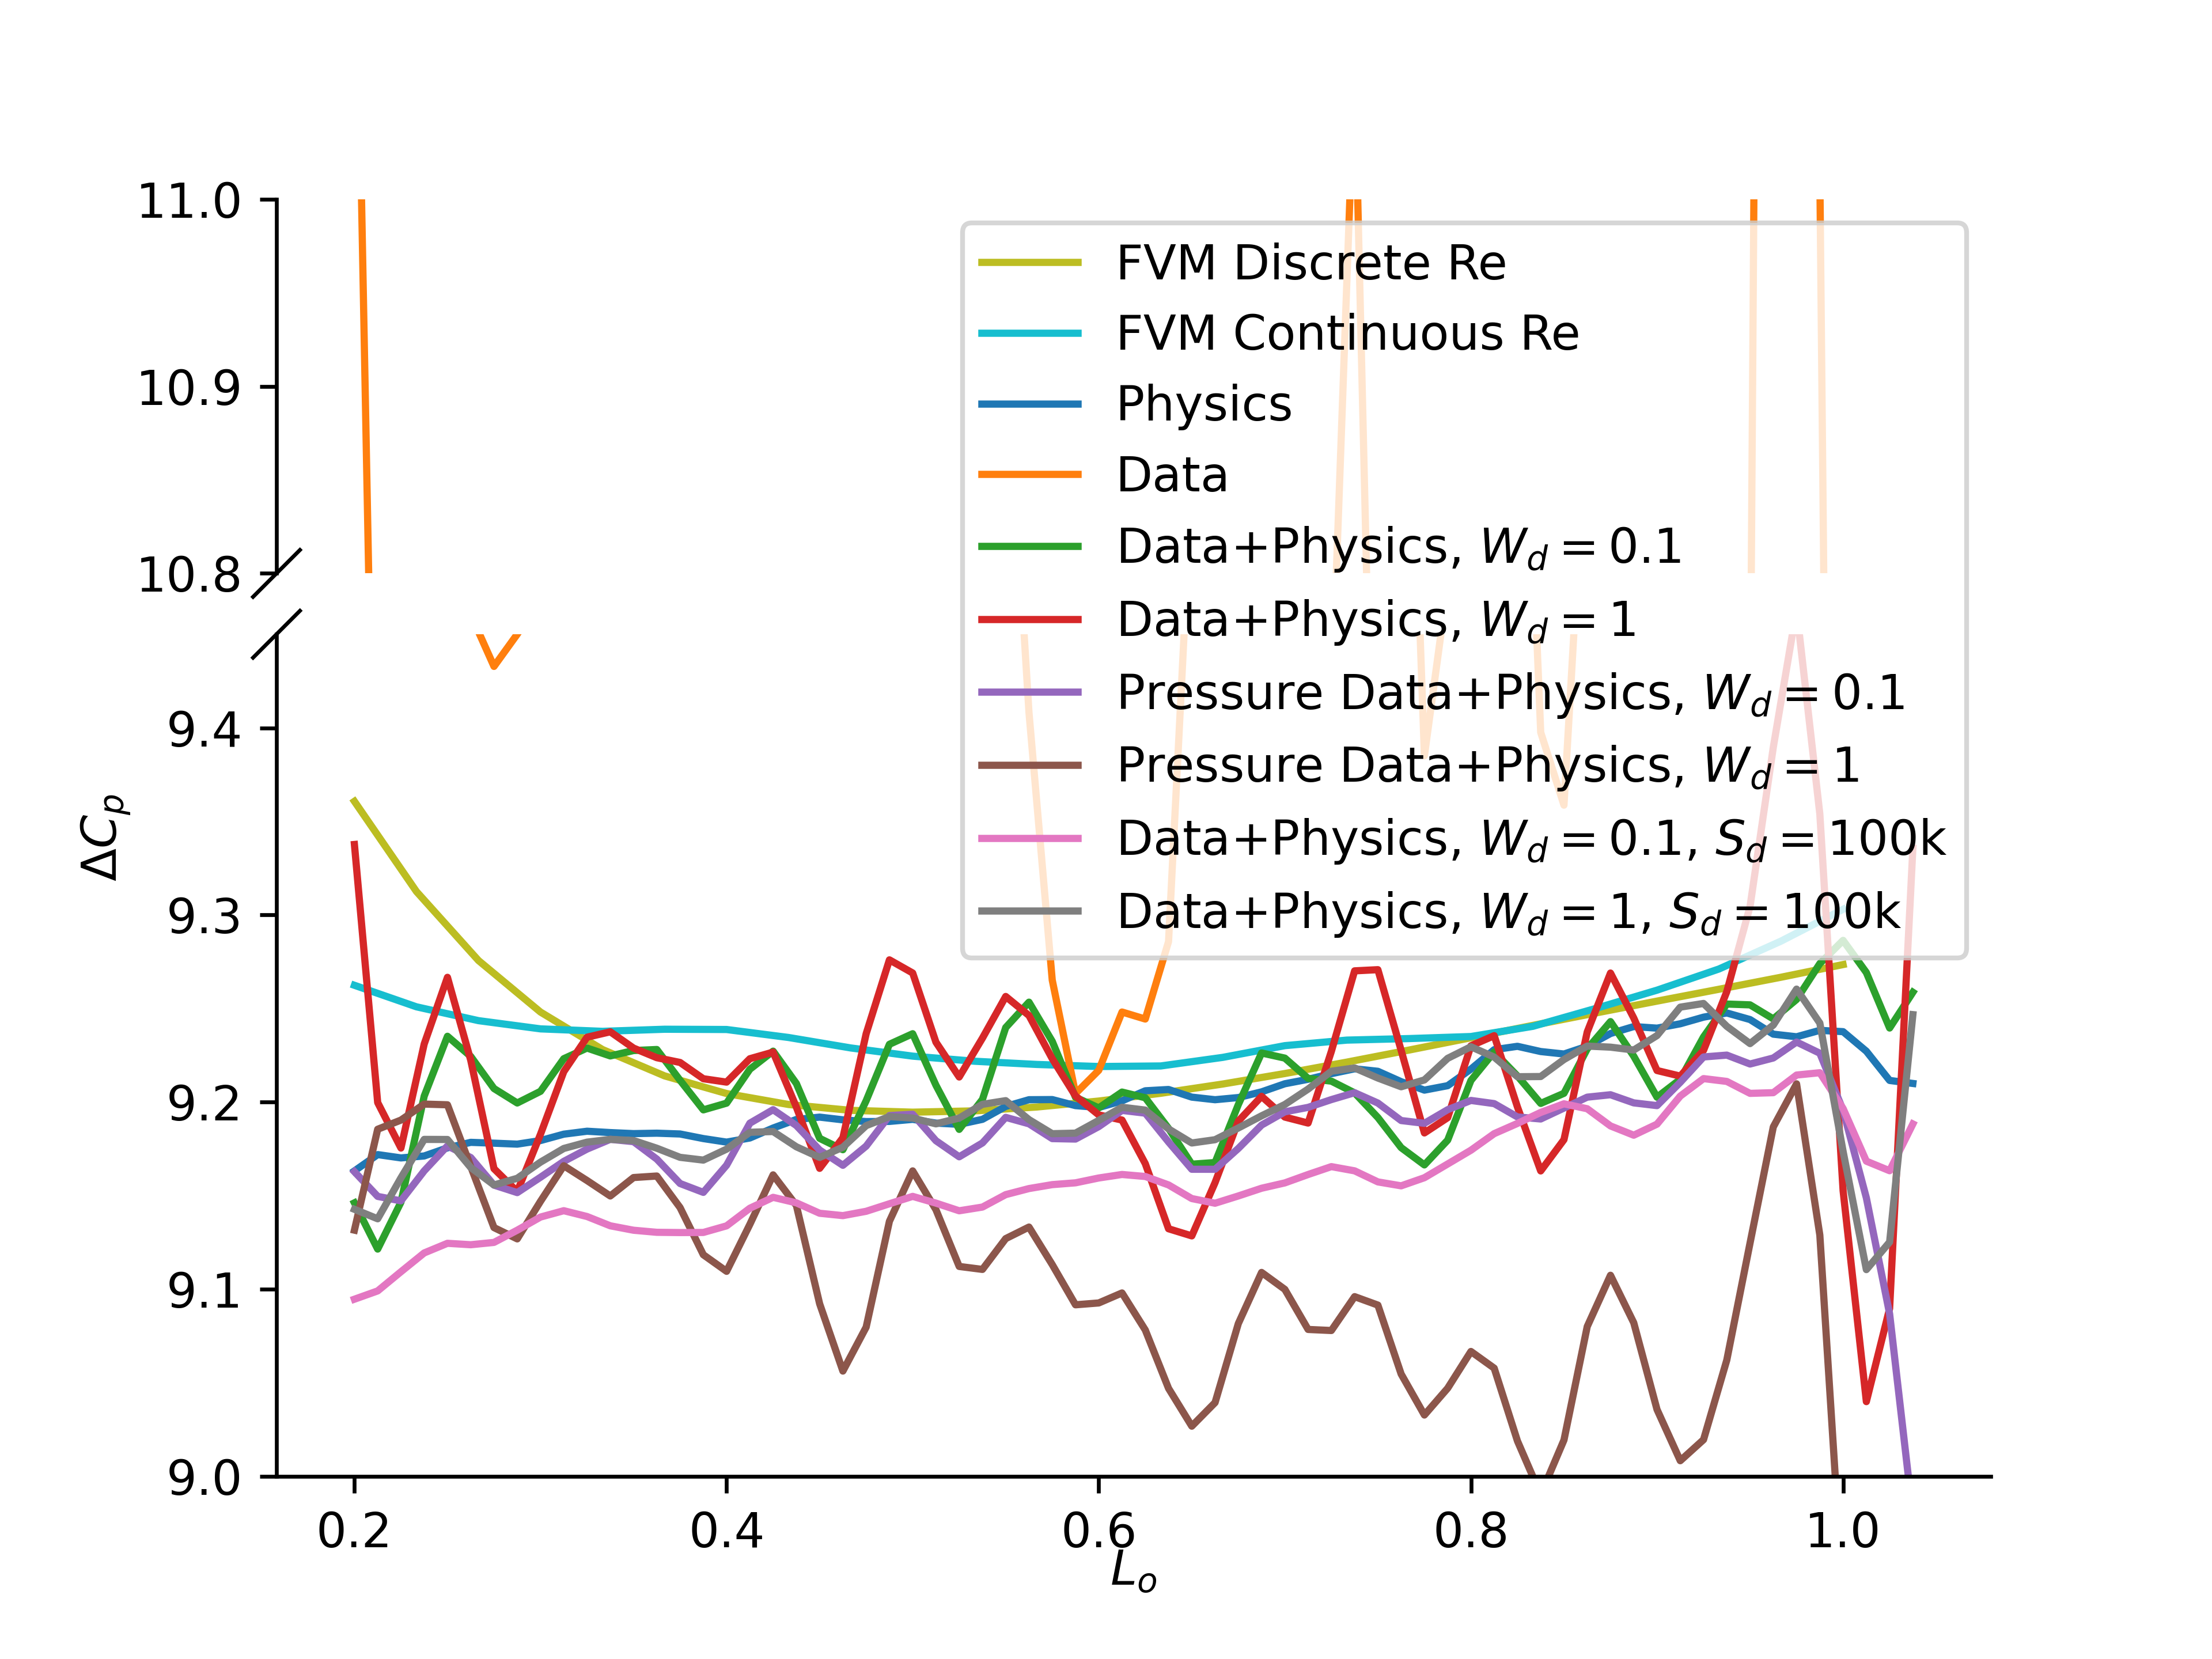 11.0
10.9
10.8
9.4
9.3
9.2
9.1
9.0
ΔC_p
FVM Discrete Re
FVM Continuous Re
Physics
Data
Data+Physics, W_d = 0.1
Data+Physics, W_d = 1
Pressure Data+Physics, W_d = 0.1
Pressure Data+Physics, W_d = 1
Data+Physics, W_d = 0.1, S_d = 100k
Data+Physics, W_d = 1, S_d = 100k
0.2 0.4 0.6 0.8 1.0
L_o